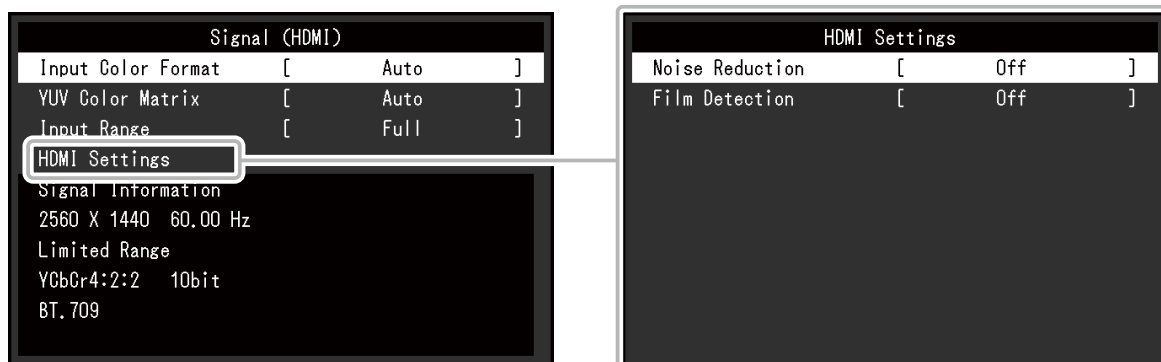 Signal (HDMI)
Input Color Format [ Auto ]
YUV Color Matrix [ Auto ]
Input Range [ Full ]
HDMI Settings
Signal Information
2560 X 1440 60.00 Hz
Limited Range
YCbCr4:2:2 10bit
BT.709
HDMI Settings
Noise Reduction [ Off ]
Film Detection [ Off ]